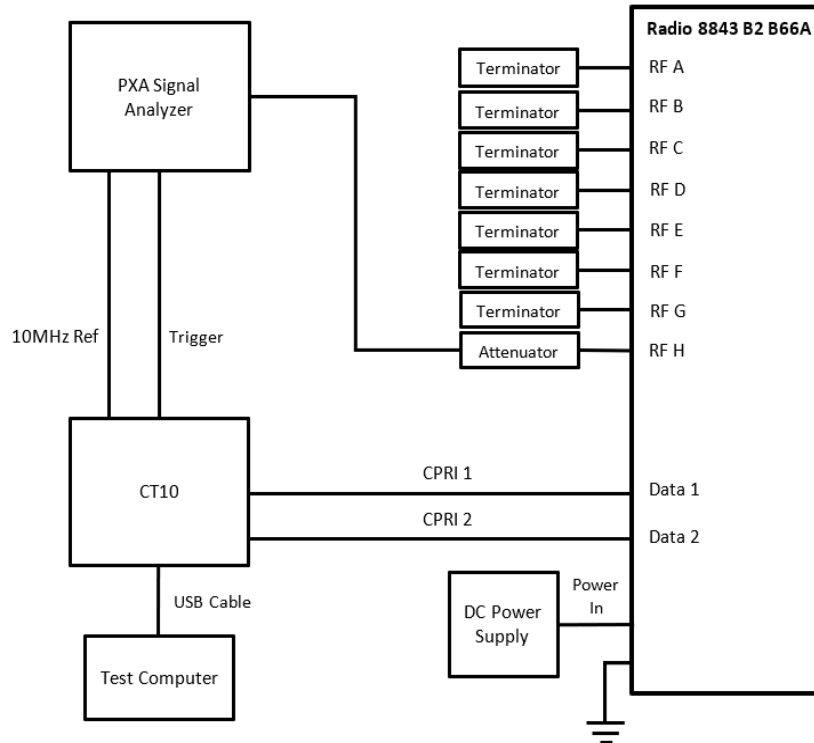 Radio 8843 B2 B66A
PXA Signal
Analyzer
Terminator
RF A
Terminator
RF B
Terminator
RF C
Terminator
RF D
Terminator
RF E
Terminator
RF F
Terminator
RF G
Attenuator
RF H
10MHz Ref
Trigger
CT10
CPRI 1
Data 1
CPRI 2
Data 2
USB Cable
Power
In
DC Power
Supply
Test Computer